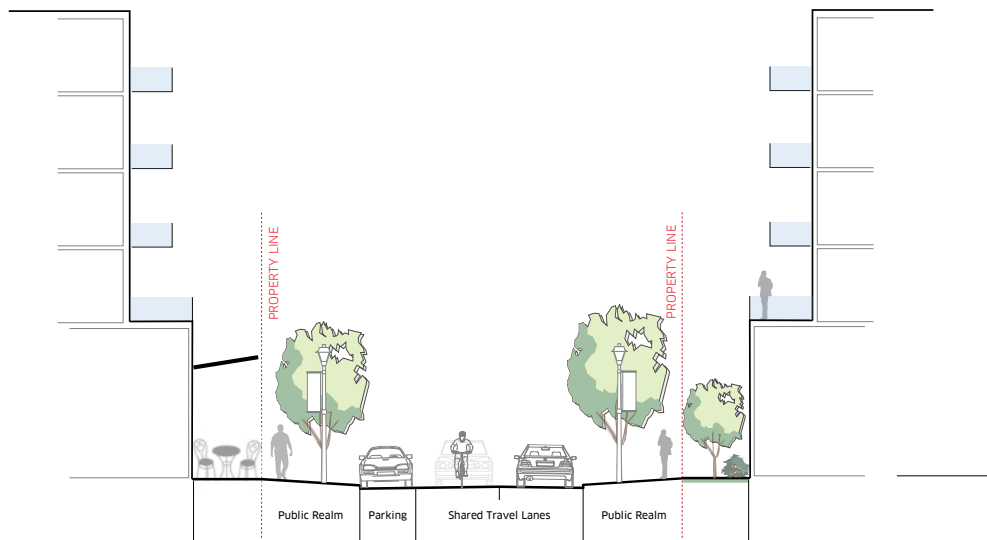 PROPERTY LINE
PROPERTY LINE
Public Realm
Parking
Shared Travel Lanes
Public Realm